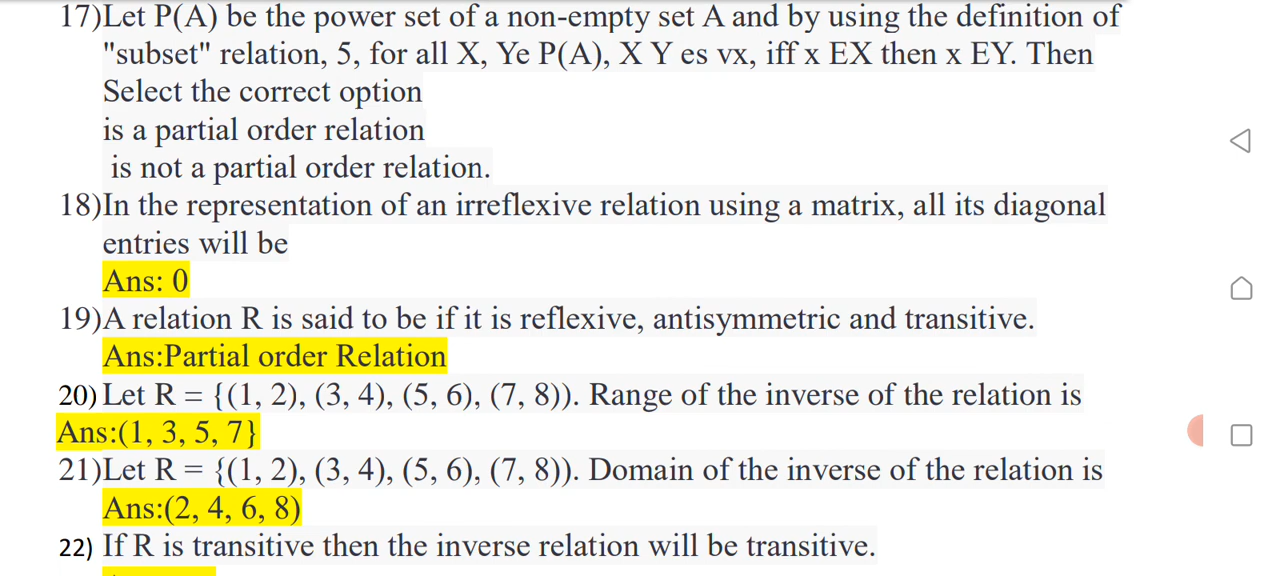 17)Let P(A) be the power set of a non-empty set A and by using the definition of
"subset" relation, 5, for all X, Ye P(A), X Y es vx, iff x EX then x EY. Then
Select the correct option
is a partial order relation
is not a partial order relation.
18)In the representation of an irreflexive relation using a matrix, all its diagonal
entries will be
Ans: 0
19)A relation R is said to be if it is reflexive, antisymmetric and transitive.
Ans:Partial order Relation
20) Let R = {(1, 2), (3, 4), (5, 6), (7, 8)). Range of the inverse of the relation is
Ans:(1, 3, 5, 7}
21)Let R = {(1, 2), (3, 4), (5, 6), (7, 8)). Domain of the inverse of the relation is
Ans:(2, 4, 6, 8)
22) If R is transitive then the inverse relation will be transitive.